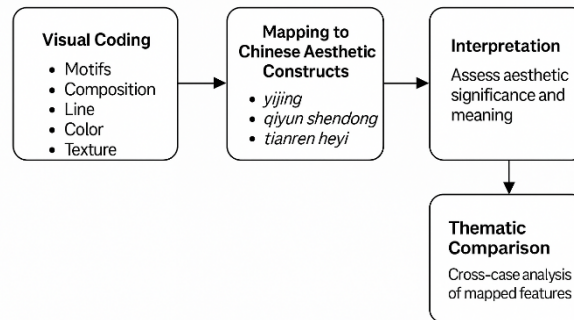 Visual Coding
• Motifs
• Composition
• Line
• Color
• Texture
Mapping to
Chinese Aesthetic
Constructs
• yijing
• qiyun shendong
• tianren heyi
Interpretation
Assess aesthetic
significance and
meaning
Thematic
Comparison
Cross-case analysis
of mapped features